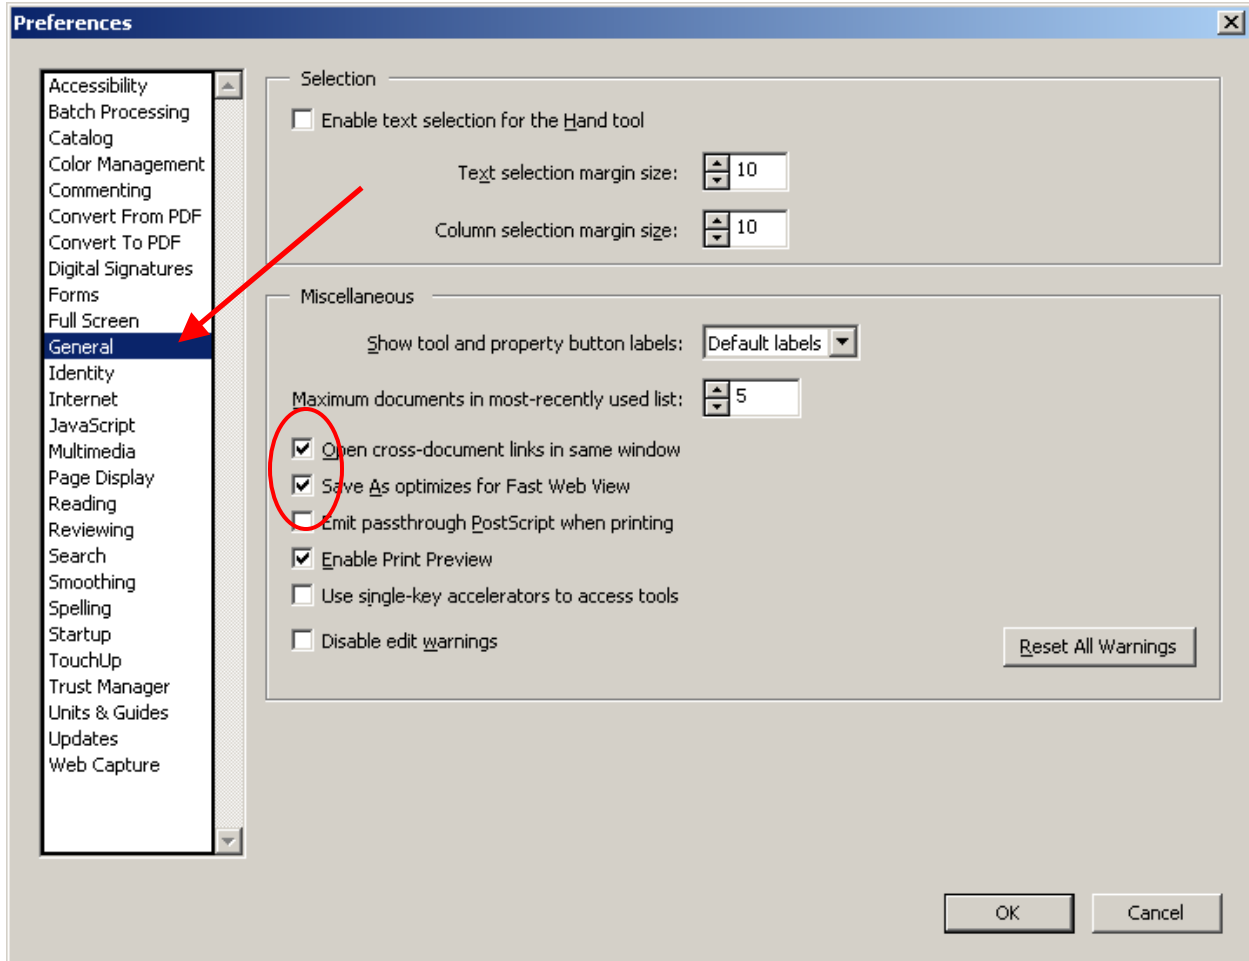 Preferences
Accessibility
Batch Processing
Catalog
Color Management
Commenting
Convert From PDF
Convert To PDF
Digital Signatures
Forms
Full Screen
General
Identity
Internet
JavaScript
Multimedia
Page Display
Reading
Reviewing
Search
Smoothing
Spelling
Startup
TouchUp
Trust Manager
Units & Guides
Updates
Web Capture
Selection
Enable text selection for the Hand tool
Text selection margin size: 10
Column selection margin size: 10
Miscellaneous
Show tool and property button labels: Default labels
Maximum documents in most-recently used list: 5
Open cross-document links in same window
Save As optimizes for Fast Web View
Emit passthrough PostScript when printing
Enable Print Preview
Use single-key accelerators to access tools
Disable edit warnings
Reset All Warnings
OK Cancel